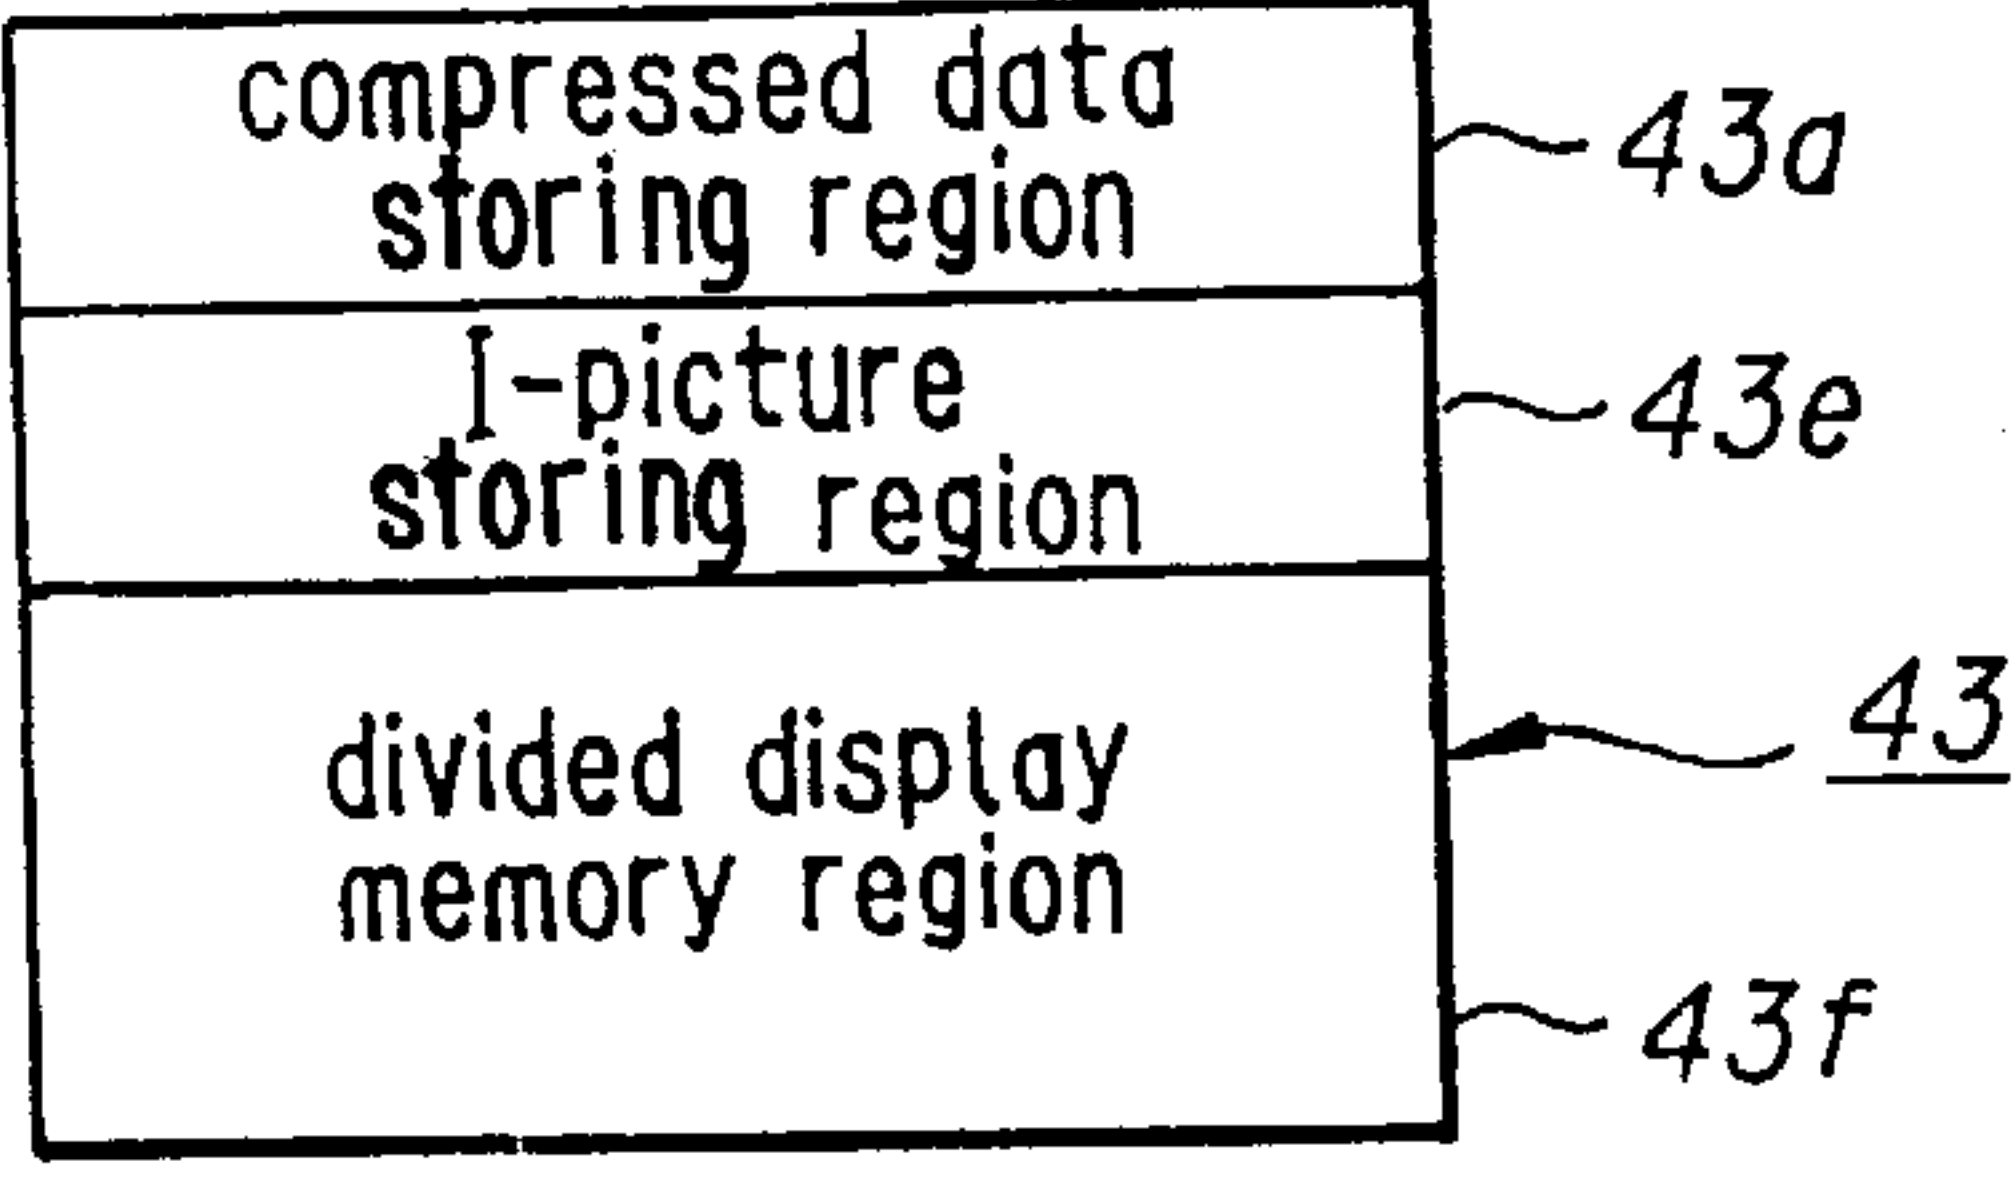 compressed data
storing region
43a
I-picture
storing region
43e
divided display
memory region
43
43f